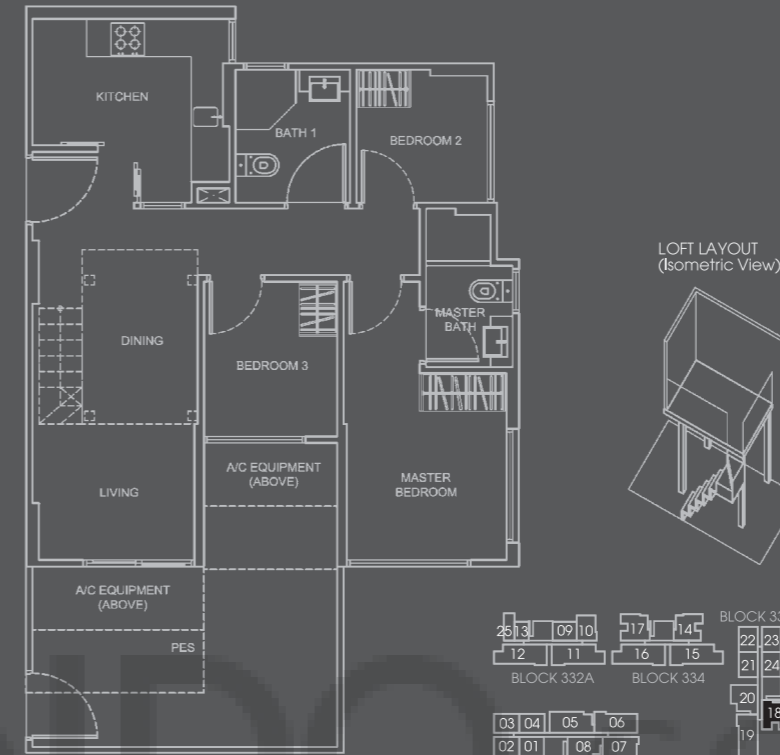 KITCHEN
BATH 1
BEDROOM 2
LOFT LAYOUT
(Isometric View)
MASTER
BATH
DINING
BEDROOM 3
A/C EQUIPMENT
(ABOVE)
LIVING
MASTER
BEDROOM
A/C EQUIPMENT
(ABOVE)
PES
25 13 09 10
12 11
BLOCK 332A
17 14
16 15
BLOCK 334
BLOCK 33
22 23
21 24
20
18
19
03 04 05 06
02 01 08 07